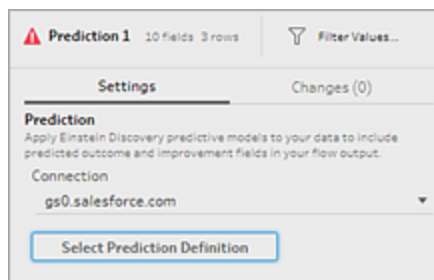 Prediction 1 10 fields 3 rows Filter Values...
Settings Changes (0)
Prediction
Apply Einstein Discovery predictive models to your data to include
predicted outcome and improvement fields in your flow output.
Connection
gs0.salesforce.com
Select Prediction Definition